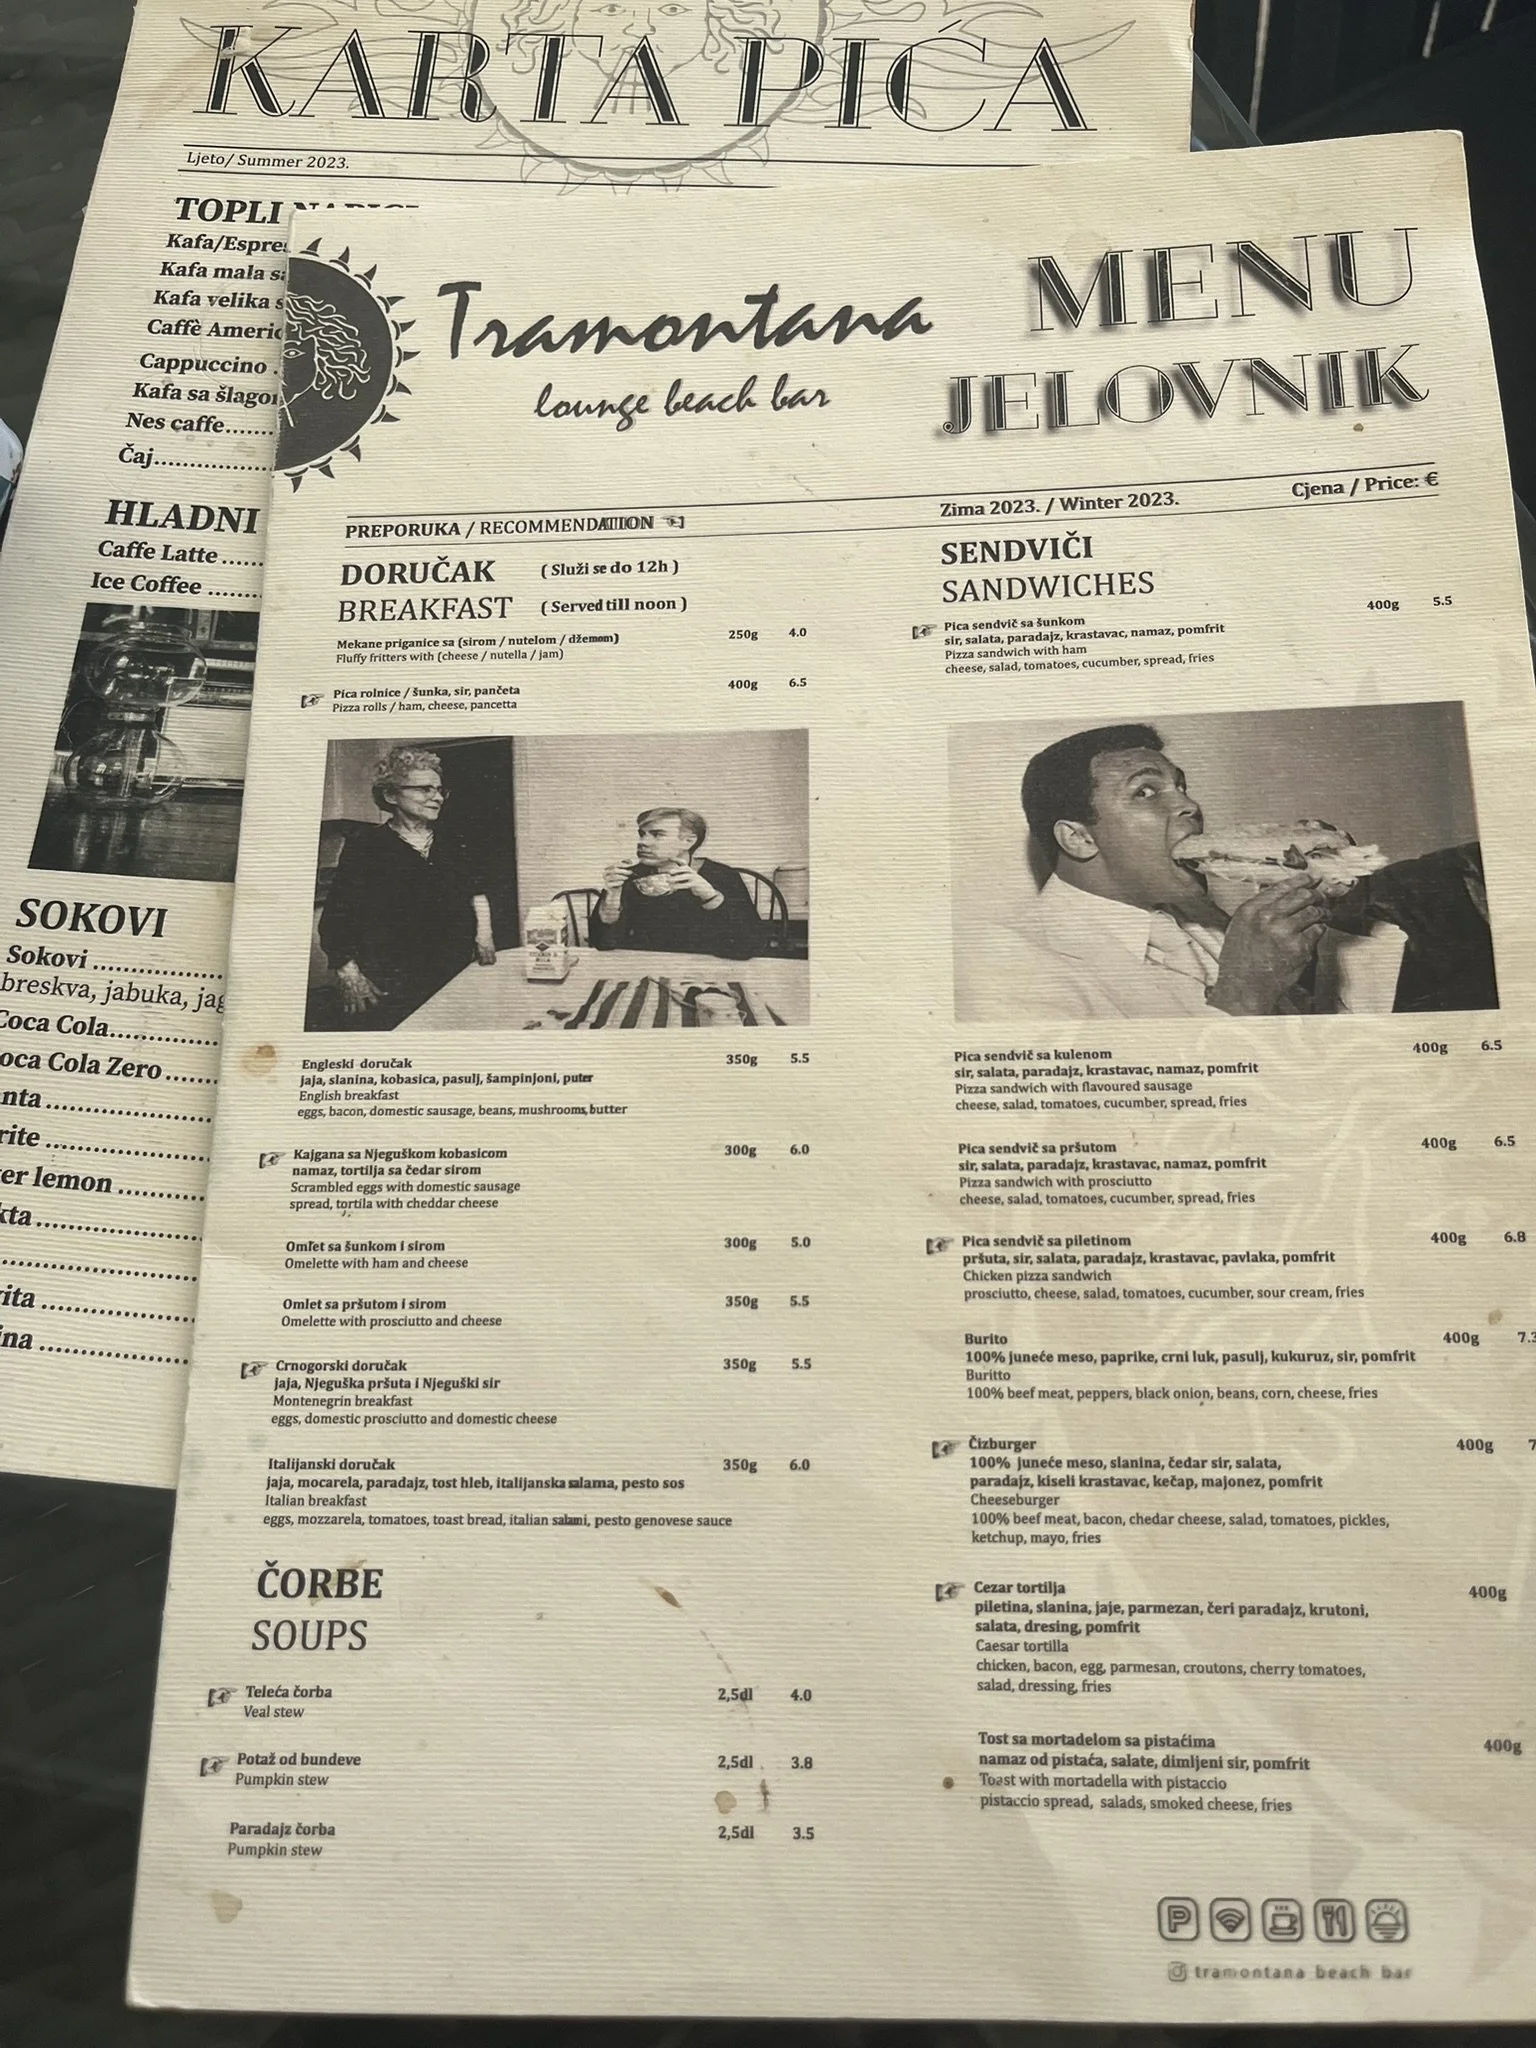 KARTA PIĆA
Ljeto/ Summer 2023.
TOPLI
Kafa/Espre
Kafa mala sa
Kafa velika s
Caffè Americ
Cappuccino .
Kafa sa šlagor
Nes caffe.......
Čaj................
HLADNI
Caffe Latte ......
Ice Coffee ........
SOKOVI
Sokovi ....................
breskva, jabuka, jag
Coca Cola.................
oca Cola Zero.......
nta .........................
rite .........................
er lemon .............
kta .........................
..............................
ita .........................
ina ........................
Tramontana
lounge beach bar
MENU
JELOVNIK
PREPORUKA / RECOMMENDATION
Zima 2023. / Winter 2023.
Cjena / Price: €
DORUČAK ( Služi se do 12h )
BREAKFAST ( Served till noon )
Mekane priganice sa (sirom / nutelom / džemom) 250g 4.0
Fluffy fritters with (cheese / nutella / jam)
Pica rolnice / šunka, sir, pančeta 400g 6.5
Pizza rolls / ham, cheese, pancetta
Engleski doručak 350g 5.5
jaja, slanina, kobasica, pasulj, šampinjoni, puter
English breakfast
eggs, bacon, domestic sausage, beans, mushrooms, butter
Kajgana sa Njeguškom kobasicom 300g 6.0
namaz, tortilja sa čedar sirom
Scrambled eggs with domestic sausage
spread, tortila with cheddar cheese
Omlet sa šunkom i sirom 300g 5.0
Omelette with ham and cheese
Omlet sa pršutom i sirom 350g 5.5
Omelette with prosciutto and cheese
Crnogorski doručak 350g 5.5
jaja, Njeguška pršuta i Njeguški sir
Montenegrin breakfast
eggs, domestic prosciutto and domestic cheese
Italijanski doručak 350g 6.0
jaja, mocarela, paradajz, tost hleb, italijanska salama, pesto sos
Italian breakfast
eggs, mozzarela, tomatoes, toast bread, italian salami, pesto genovese sauce
ČORBE
SOUPS
Teleća čorba 2,5dl 4.0
Veal stew
Potaž od bundeve 2,5dl 3.8
Pumpkin stew
Paradajz čorba 2,5dl 3.5
Pumpkin stew
SENDVIČI
SANDWICHES
Pica sendvič sa šunkom 400g 5.5
sir, salata, paradajz, krastavac, namaz, pomfrit
Pizza sandwich with ham
cheese, salad, tomatoes, cucumber, spread, fries
Pica sendvič sa kulenom 400g 6.5
sir, salata, paradajz, krastavac, namaz, pomfrit
Pizza sandwich with flavoured sausage
cheese, salad, tomatoes, cucumber, spread, fries
Pica sendvič sa pršutom 400g 6.5
sir, salata, paradajz, krastavac, namaz, pomfrit
Pizza sandwich with prosciutto
cheese, salad, tomatoes, cucumber, spread, fries
Pica sendvič sa piletinom 400g 6.8
pršuta, sir, salata, paradajz, krastavac, pavlaka, pomfrit
Chicken pizza sandwich
prosciutto, cheese, salad, tomatoes, cucumber, sour cream, fries
Burito 400g 7.3
100% juneće meso, paprike, crni luk, pasulj, kukuruz, sir, pomfrit
Buritto
100% beef meat, peppers, black onion, beans, corn, cheese, fries
Čizburger 400g 7
100% juneće meso, slanina, čedar sir, salata,
paradajz, kiseli krastavac, kečap, majonez, pomfrit
Cheeseburger
100% beef meat, bacon, chedar cheese, salad, tomatoes, pickles,
ketchup, mayo, fries
Cezar tortilja 400g
piletina, slanina, jaje, parmezan, čeri paradajz, krutoni,
salata, dresing, pomfrit
Caesar tortilla
chicken, bacon, egg, parmesan, croutons, cherry tomatoes,
salad, dressing, fries
Tost sa mortadelom sa pistaćima 400g
namaz od pistaća, salate, dimljeni sir, pomfrit
Toast with mortadella with pistaccio
pistaccio spread, salads, smoked cheese, fries
P
tramontana beach bar